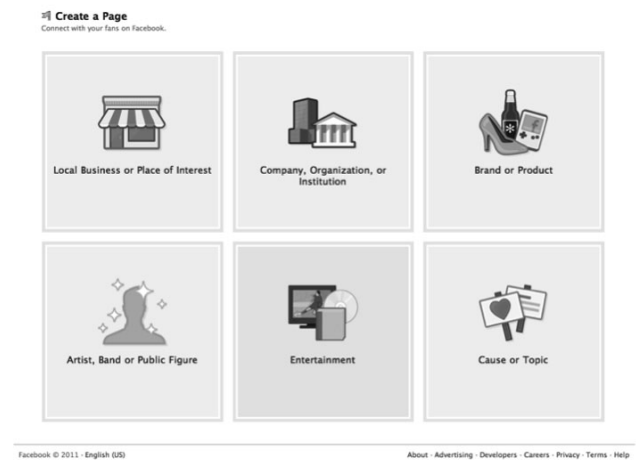 Create a Page
Connect with your fans on Facebook.
Local Business or Place of Interest
Company, Organization, or
Institution
Brand or Product
Artist, Band or Public Figure
Entertainment
Cause or Topic
Facebook © 2011 · English (US)
About · Advertising · Developers · Careers · Privacy · Terms · Help